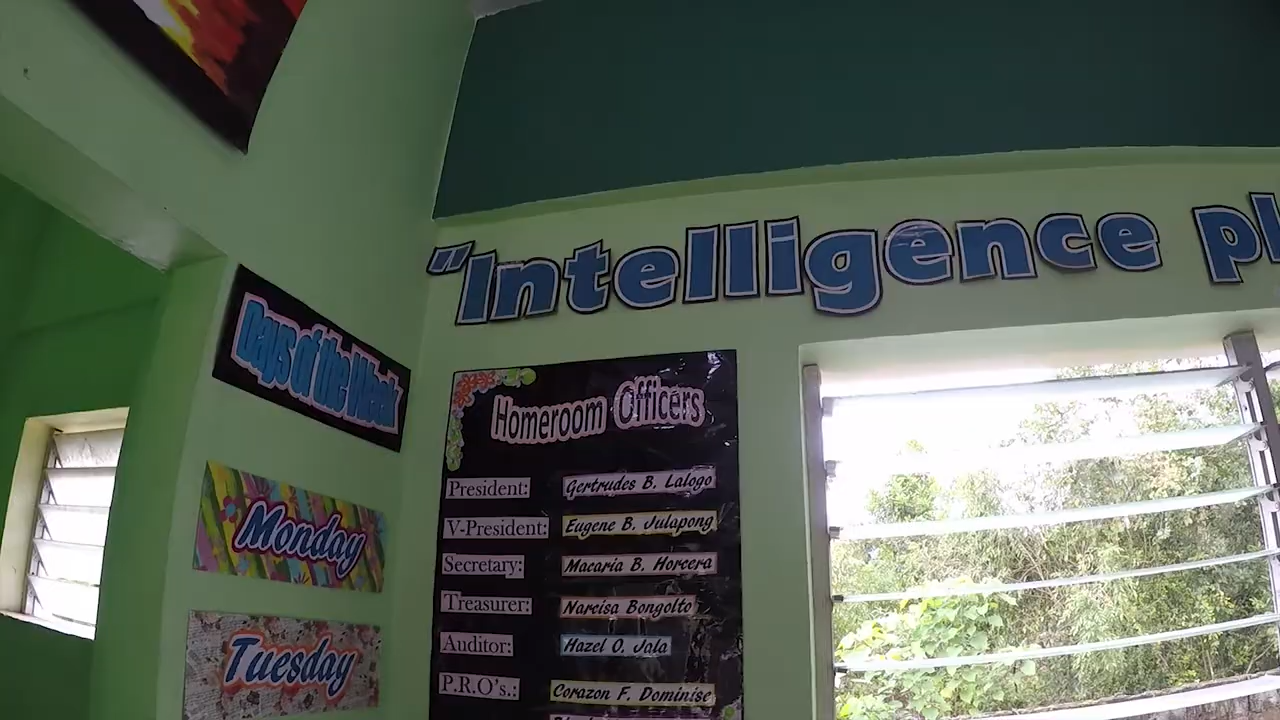 "Intelligence pl
Days of the Week
Monday
Tuesday
Homeroom Officers
President: Gertrudes B. Lalogo
V-President: Eugene B. Julapong
Secretary: Macaria B. Horcera
Treasurer: Narcisa Bongolto
Auditor: Hazel O. Jala
P.R.O's.: Corazon F. Dominise